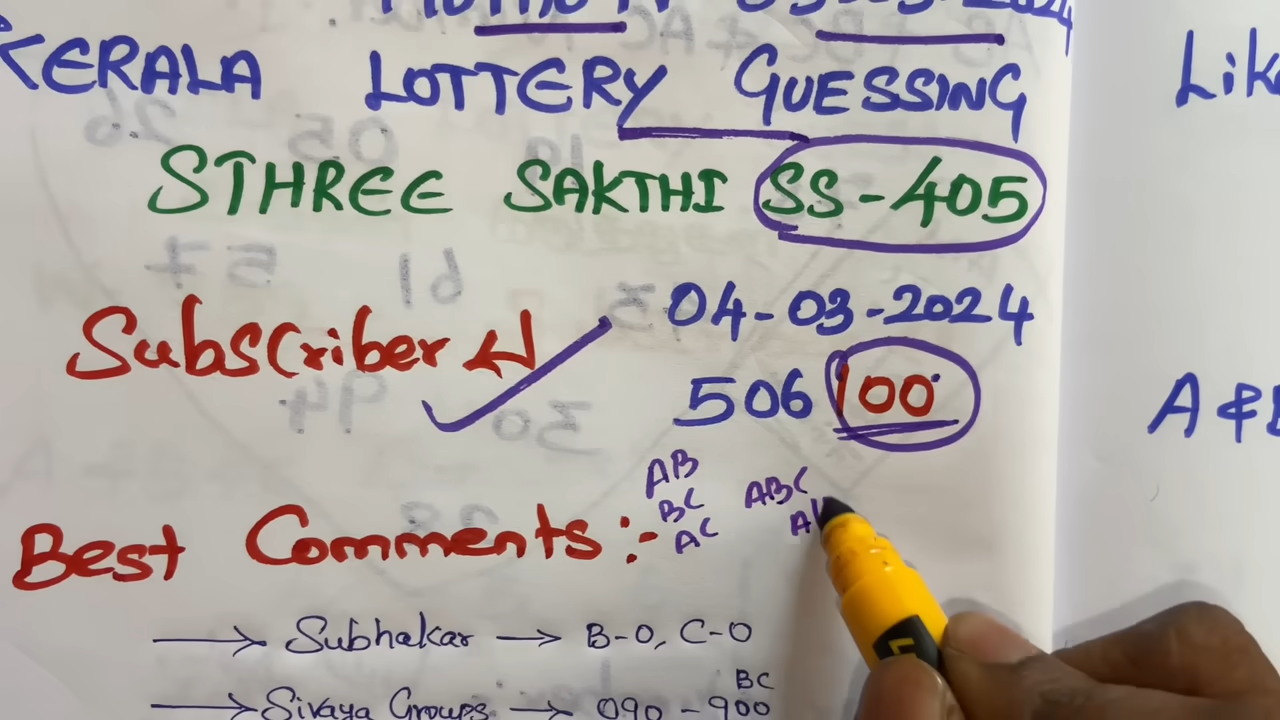 KERALA LOTTERY GUESSING
STHREE SAKTHI SS-405
04-03-2024
Subscriber
506 100
AB
BC
AC
ABC
Best Comments :-
→ Subhakar → B-0, C-0
BC
→ Sivaya Groups → 090 - 900
Like
A &